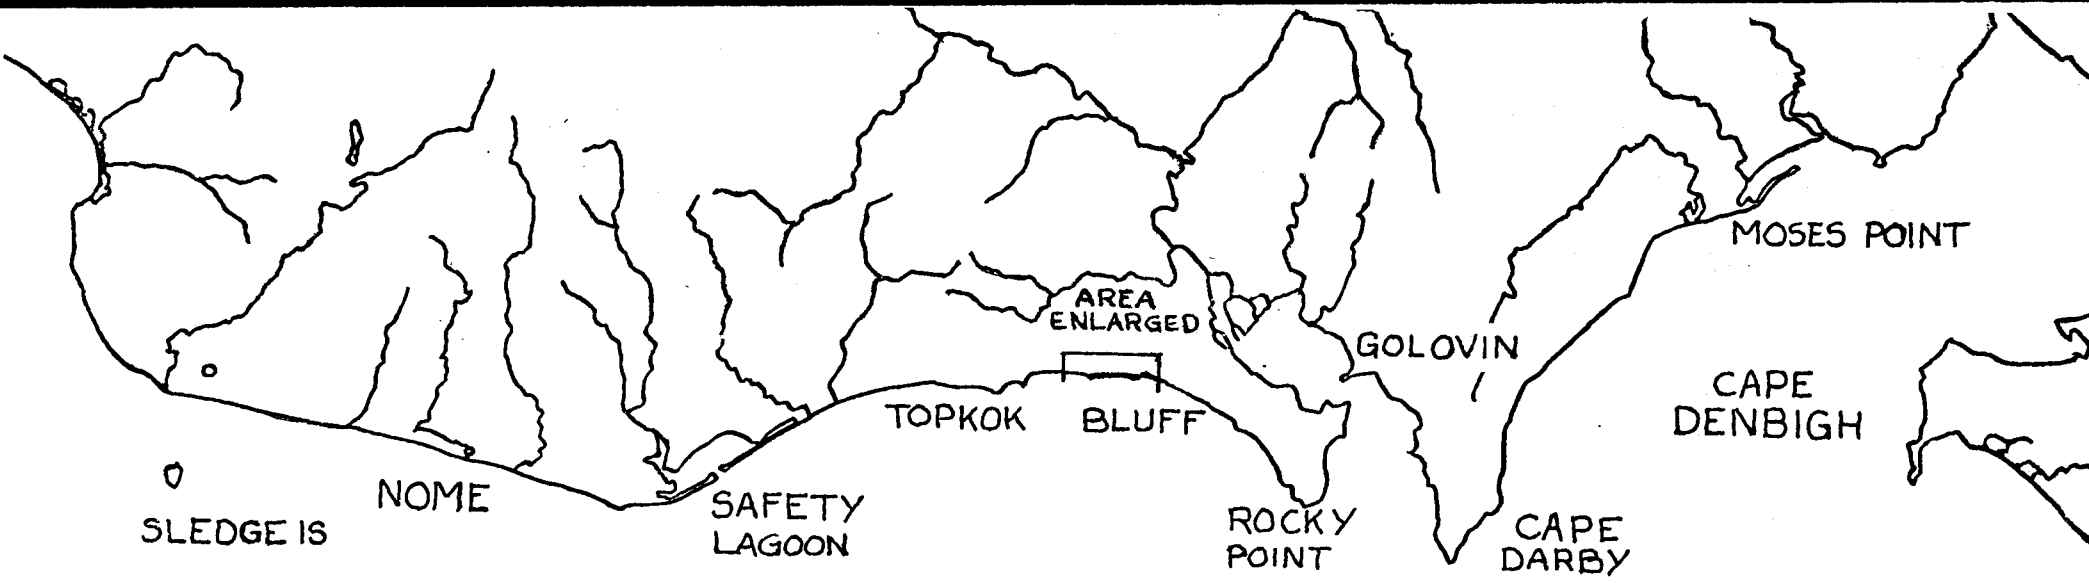 MOSES POINT
AREA
ENLARGED
GOLOVIN
CAPE
DENBIGH
TOPKOK
BLUFF
NOME
SAFETY
LAGOON
SLEDGE IS
ROCKY
POINT
CAPE
DARBY